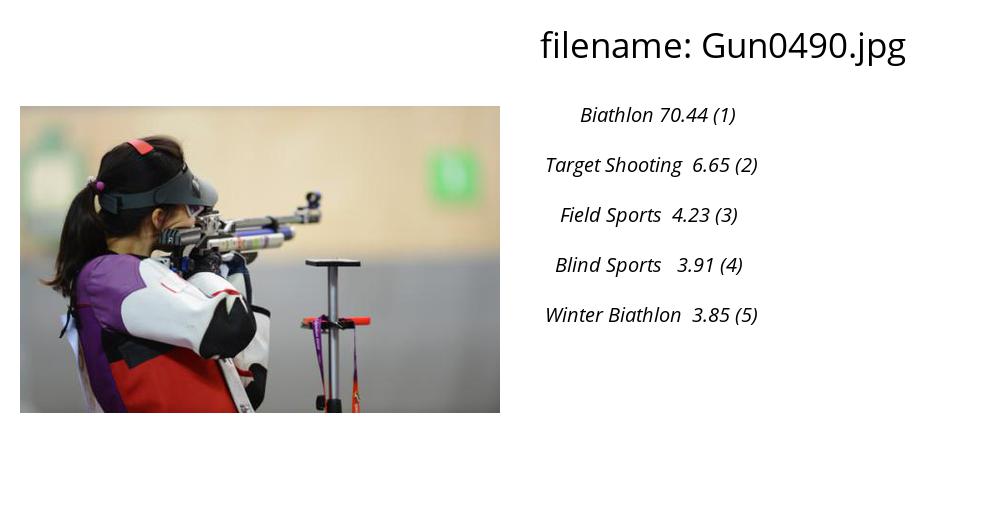 filename: Gun0490.jpg
Biathlon 70.44 (1)
Target Shooting 6.65 (2)
Field Sports 4.23 (3)
Blind Sports 3.91 (4)
Winter Biathlon 3.85 (5)